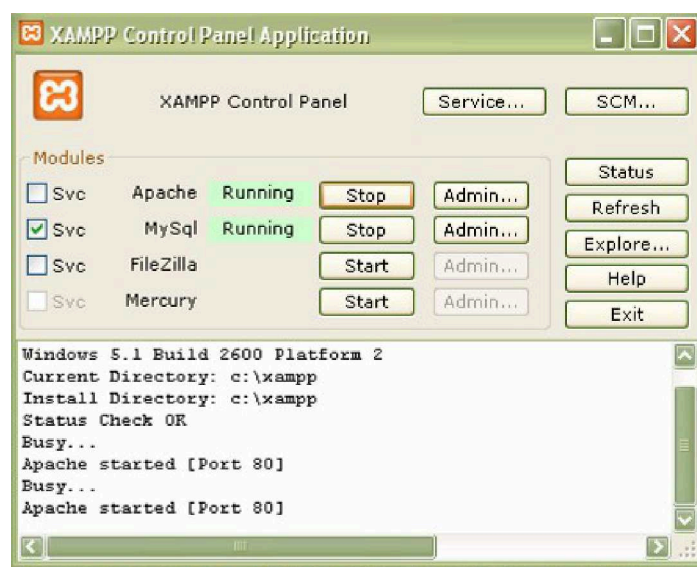 XAMPP Control Panel Application
XAMPP Control Panel Service... SCM...
Modules
Svc Apache Running Stop Admin...
Svc MySql Running Stop Admin...
Svc FileZilla Start Admin...
Svc Mercury Start Admin...
Status
Refresh
Explore...
Help
Exit
Windows 5.1 Build 2600 Platform 2
Current Directory: c:\xampp
Install Directory: c:\xampp
Status Check OK
Busy...
Apache started [Port 80]
Busy...
Apache started [Port 80]